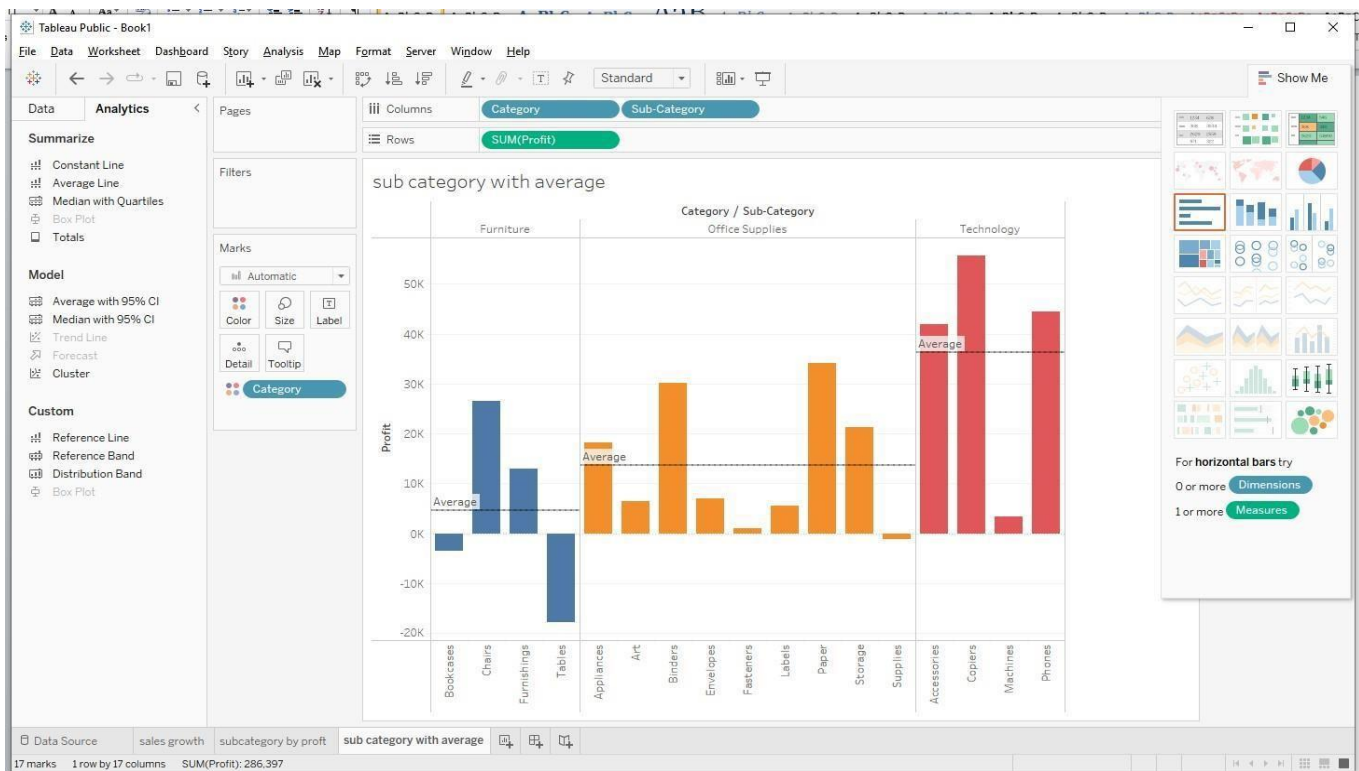 Tableau Public - Book1
File Data Worksheet Dashboard Story Analysis Map Format Server Window Help
Standard
Show Me
Data Analytics
Pages
Columns Category Sub-Category
Rows SUM(Profit)
Summarize
Constant Line
Average Line
Median with Quartiles
Box Plot
Totals
Model
Average with 95% CI
Median with 95% CI
Trend Line
Forecast
Cluster
Custom
Reference Line
Reference Band
Distribution Band
Box Plot
Filters
Marks
Automatic
Color Size Label
Detail Tooltip
Category
sub category with average
Category / Sub-Category
Furniture Office Supplies Technology
Profit
50K
40K
30K
20K
10K
0K
-10K
-20K
Average
Average
Average
Bookcases
Chairs
Furnishings
Tables
Appliances
Art
Binders
Envelopes
Fasteners
Labels
Paper
Storage
Supplies
Accessories
Copiers
Machines
Phones
For horizontal bars try
0 or more Dimensions
1 or more Measures
Data Source sales growth subcategory by proft sub category with average
17 marks 1 row by 17 columns SUM(Profit): 286,397